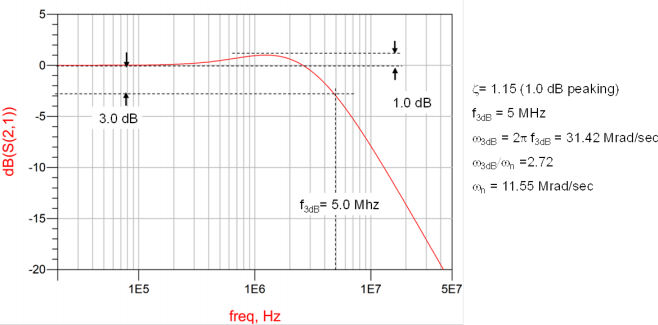 5
0
-5
-10
-15
-20
dB(S(2,1))
3.0 dB
1.0 dB
f3dB= 5.0 Mhz
1E5
1E6
1E7
5E7
freq, Hz
ζ= 1.15 (1.0 dB peaking)
f3dB = 5 MHz
ω3dB = 2π f3dB = 31.42 Mrad/sec
ω3dB/ωn =2.72
ωn = 11.55 Mrad/sec